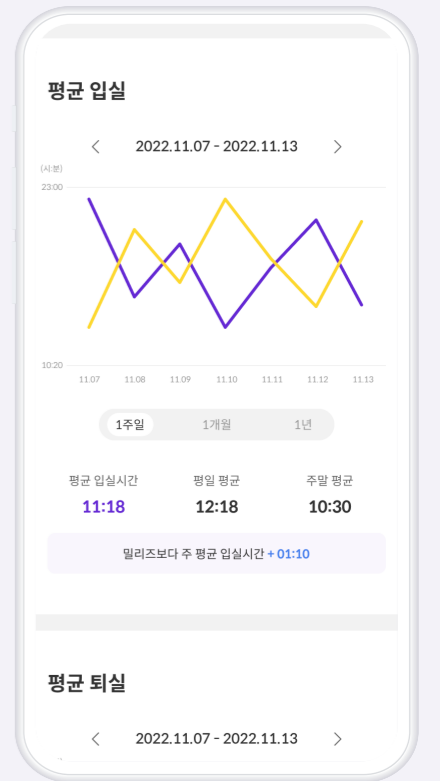 평균 입실
2022.11.07 - 2022.11.13
(시:분)
23:00
10:20
11.07 11.08 11.09 11.10 11.11 11.12 11.13
1주일 1개월 1년
평균 입실시간 평일 평균 주말 평균
11:18 12:18 10:30
밀리즈보다 주 평균 입실시간 + 01:10
평균 퇴실
2022.11.07 - 2022.11.13